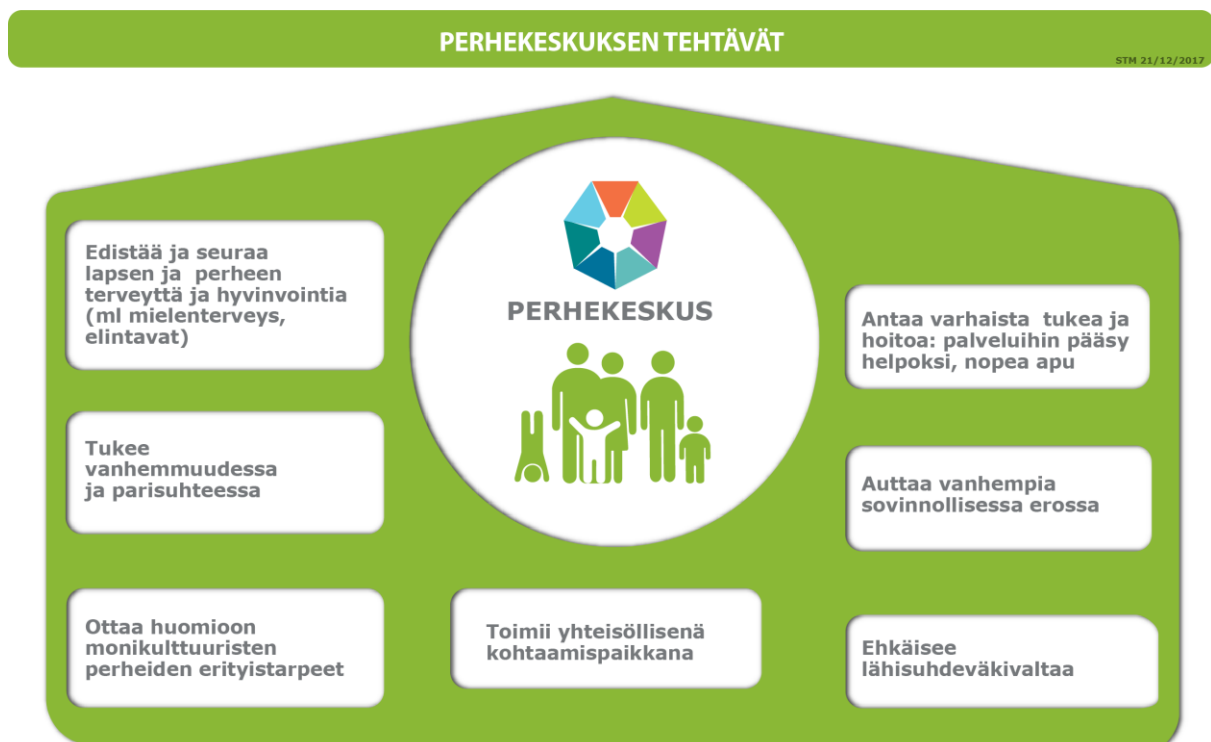 PERHEKESKUKSEN TEHTÄVÄT
STM 21/12/2017
PERHEKESKUS
Edistää ja seuraa
lapsen ja perheen
terveyttä ja hyvinvointia
(ml mielenterveys,
elintavat)
Tukee
vanhemmuudessa
ja parisuhteessa
Ottaa huomioon
monikulttuuristen
perheiden erityistarpeet
Toimii yhteisöllisenä
kohtaamispaikkana
Antaa varhaista tukea ja
hoitoa: palveluihin pääsy
helpoksi, nopea apu
Auttaa vanhempia
sovinnollisessa erossa
Ehkäisee
lähisuhdeväkivaltaa